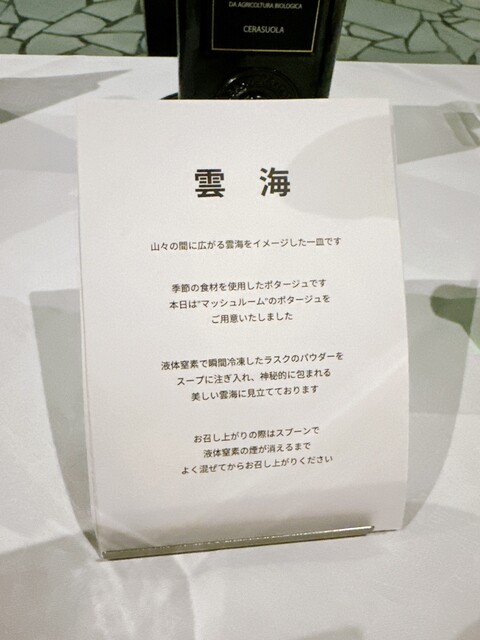 DA AGRICOLTURA BIOLOGICA
CERASUOLA
雲 海
山々の間に広がる雲海をイメージした一皿です
季節の食材を使用したポタージュです
本日は"マッシュルーム"のポタージュを
ご用意いたしました
液体窒素で瞬間冷凍したラスクのパウダーを
スープに注ぎ入れ、神秘的に包まれる
美しい雲海に見立てております
お召し上がりの際はスプーンで
液体窒素の煙が消えるまで
よく混ぜてからお召し上がりください